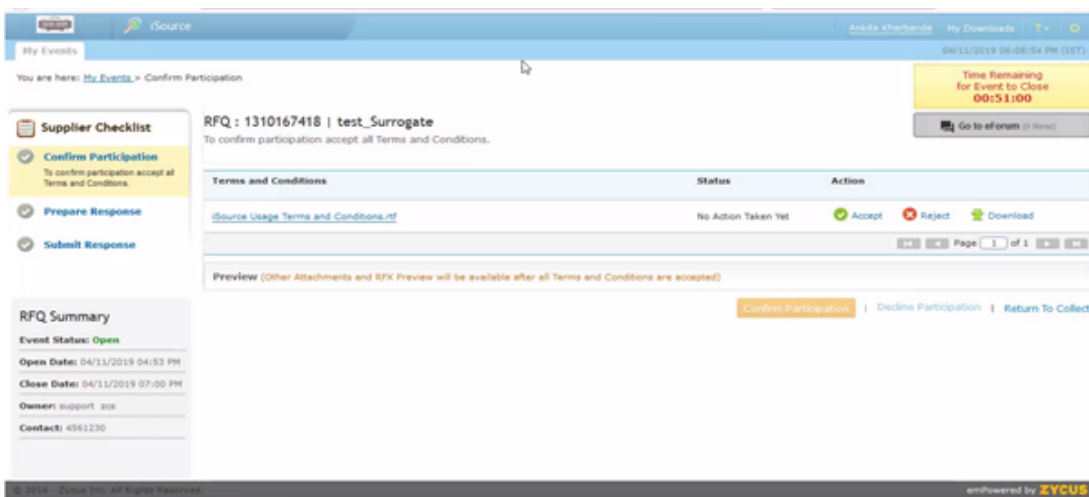 iSource
Ankita Kharbanda My Downloads ?
My Events
04/11/2019 06:08:54 PM (IST)
You are here: My Events > Confirm Participation
Time Remaining
for Event to Close
00:51:00
Go to eForum (0 New)
Supplier Checklist
Confirm Participation
To confirm participation accept all
Terms and Conditions.
Prepare Response
Submit Response
RFQ : 1310167418 | test_Surrogate
To confirm participation accept all Terms and Conditions.
Terms and Conditions Status Action
iSource Usage Terms and Conditions.rtf No Action Taken Yet Accept Reject Download
Page 1 of 1
Preview (Other Attachments and RFX Preview will be available after all Terms and Conditions are accepted)
Confirm Participation | Decline Participation | Return To Collect
RFQ Summary
Event Status: Open
Open Date: 04/11/2019 04:53 PM
Close Date: 04/11/2019 07:00 PM
Owner: support zcs
Contact: 4561230
© 2014 - Zycus Inc. All Rights Reserved.
emPowered by ZYCUS